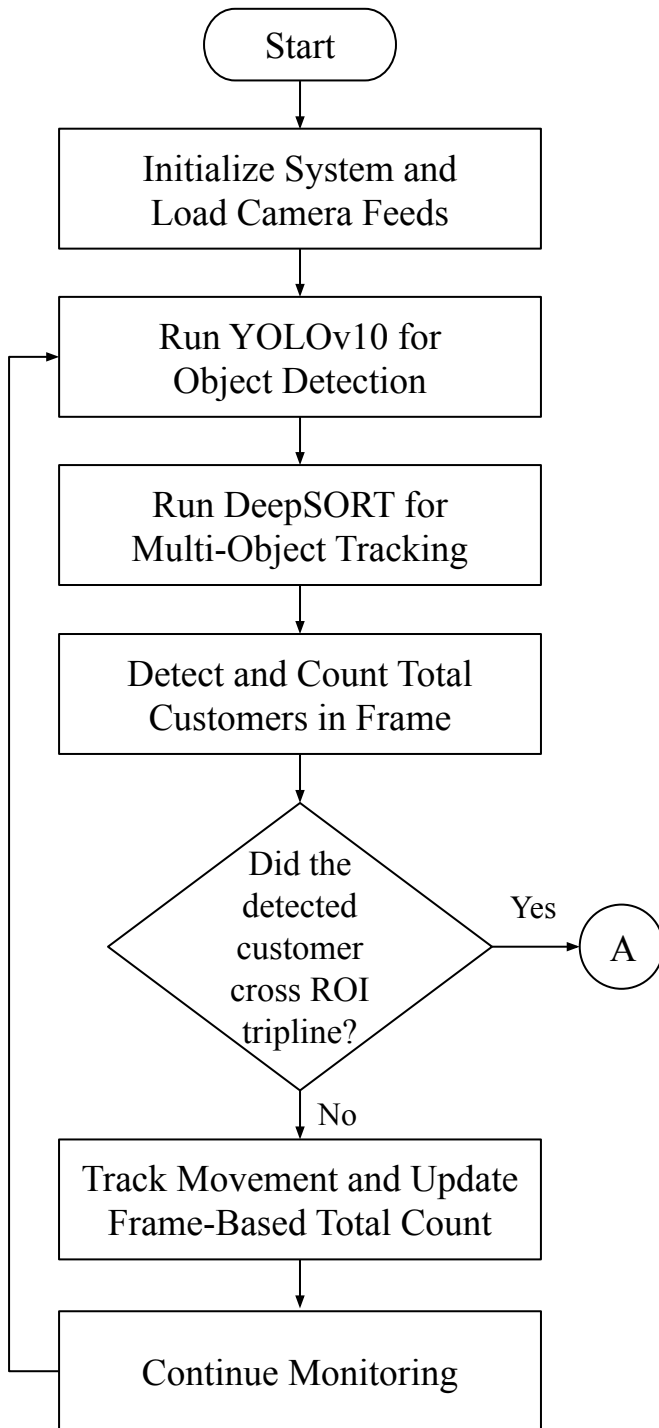 Start
Initialize System and
Load Camera Feeds
Run YOLOv10 for
Object Detection
Run DeepSORT for
Multi-Object Tracking
Detect and Count Total
Customers in Frame
Did the
detected
customer
cross ROI
tripline?
Yes
A
No
Track Movement and Update
Frame-Based Total Count
Continue Monitoring